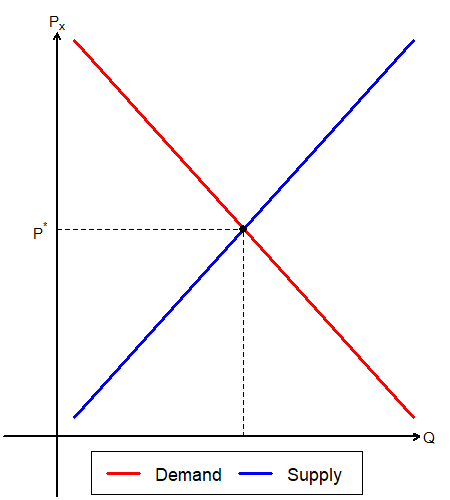 Pₓ
P*
Q
Demand
Supply